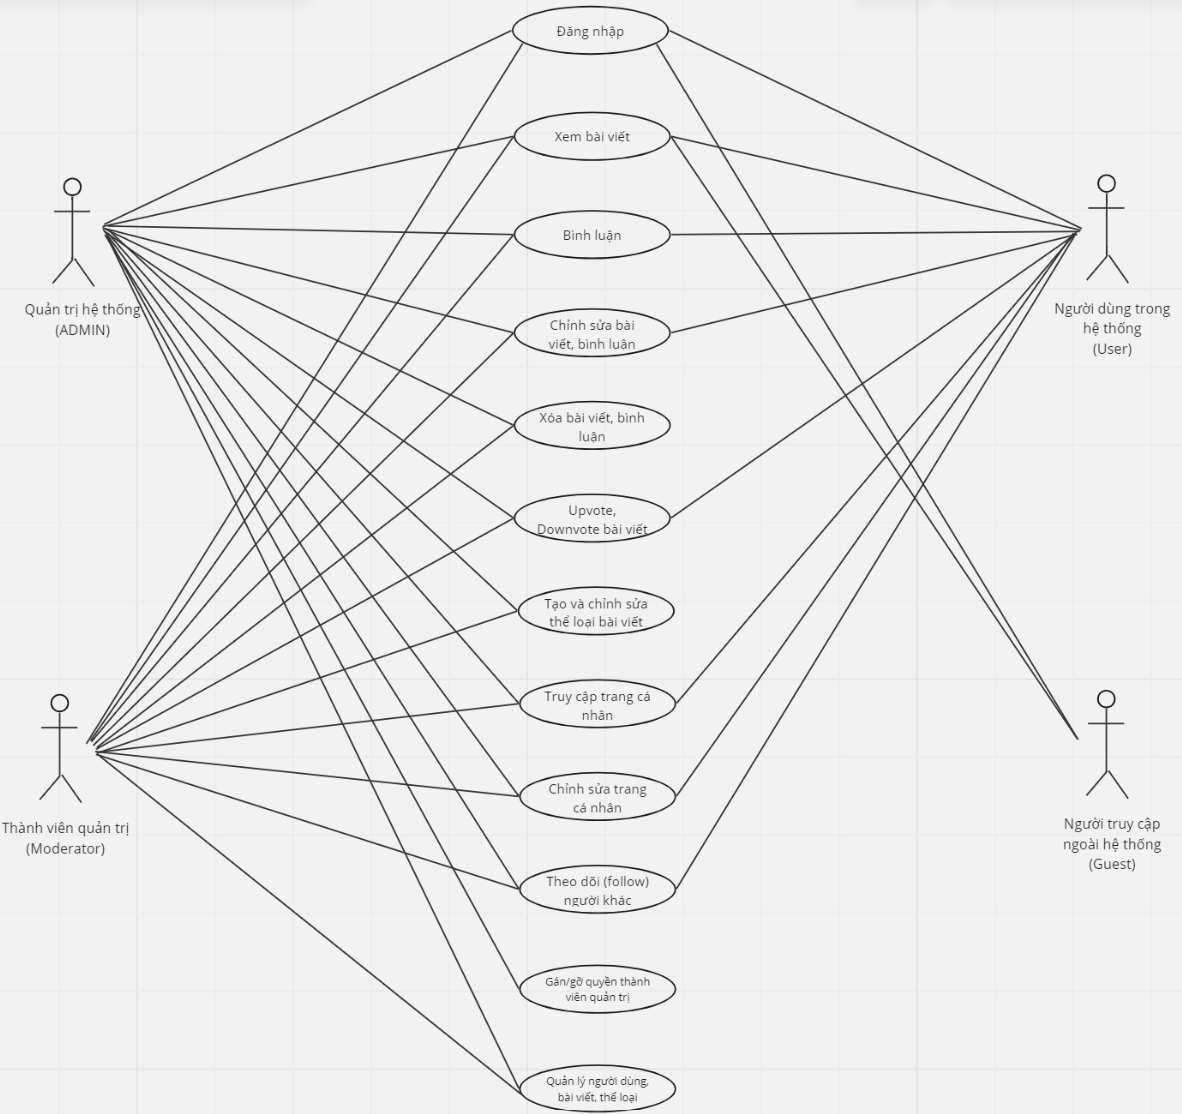 Đăng nhập
Xem bài viết
Bình luận
Chỉnh sửa bài
viết, bình luận
Xóa bài viết, bình
luận
Upvote,
Downvote bài viết
Tạo và chỉnh sửa
thể loại bài viết
Truy cập trang cá
nhân
Chỉnh sửa trang
cá nhân
Theo dõi (follow)
người khác
Gán/gỡ quyền thành
viên quản trị
Quản lý người dùng,
bài viết, thể loại
Quản trị hệ thống
(ADMIN)
Thành viên quản trị
(Moderator)
Người dùng trong
hệ thống
(User)
Người truy cập
ngoài hệ thống
(Guest)